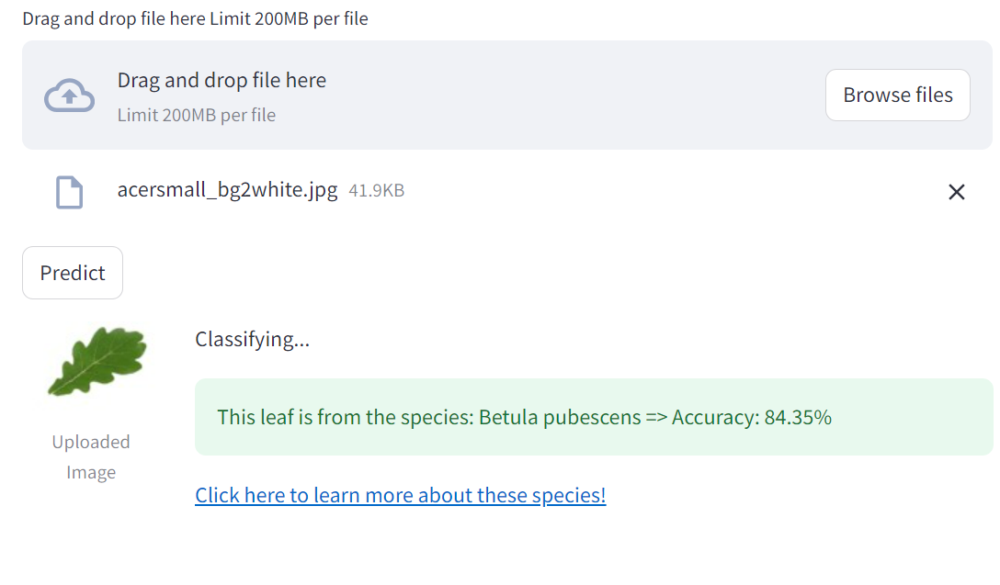 Drag and drop file here Limit 200MB per file
Drag and drop file here
Limit 200MB per file
Browse files
acersmall_bg2white.jpg 41.9KB
Predict
Classifying...
This leaf is from the species: Betula pubescens => Accuracy: 84.35%
Uploaded
Image
Click here to learn more about these species!